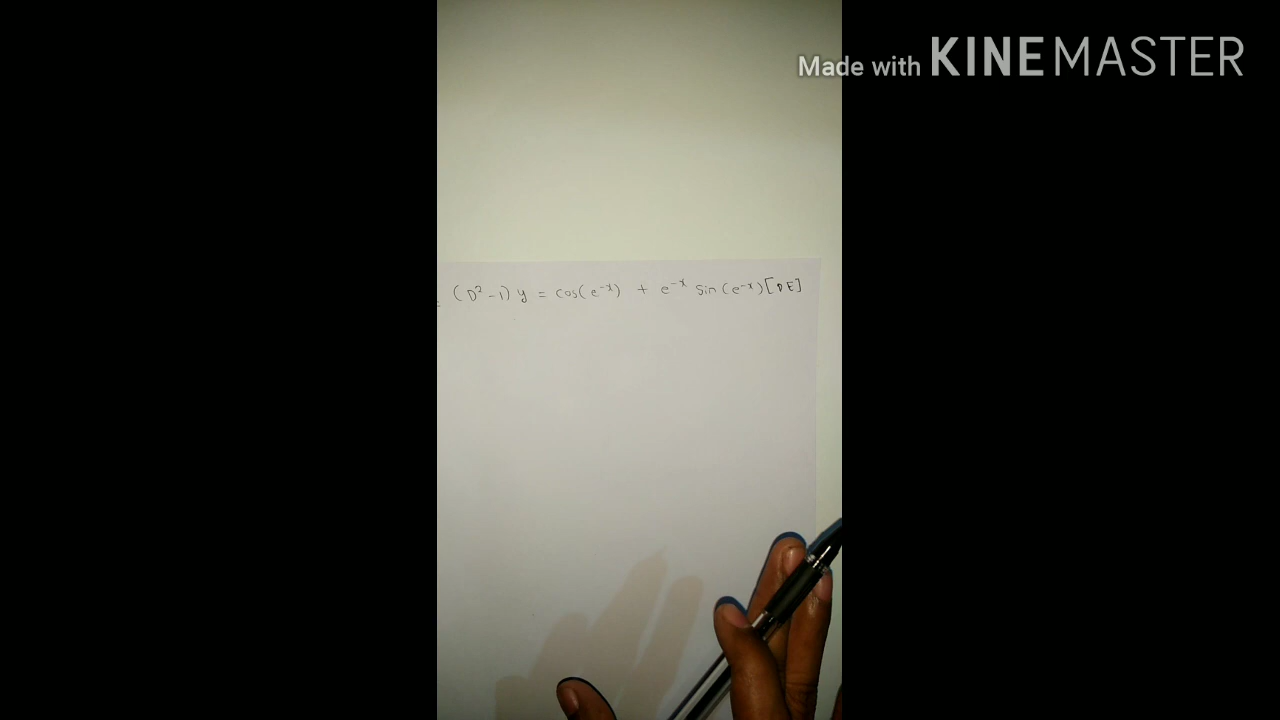 Made with KINEMASTER
(D² - 1) y = cos(e⁻ˣ) + e⁻ˣ sin(e⁻ˣ) [DE]